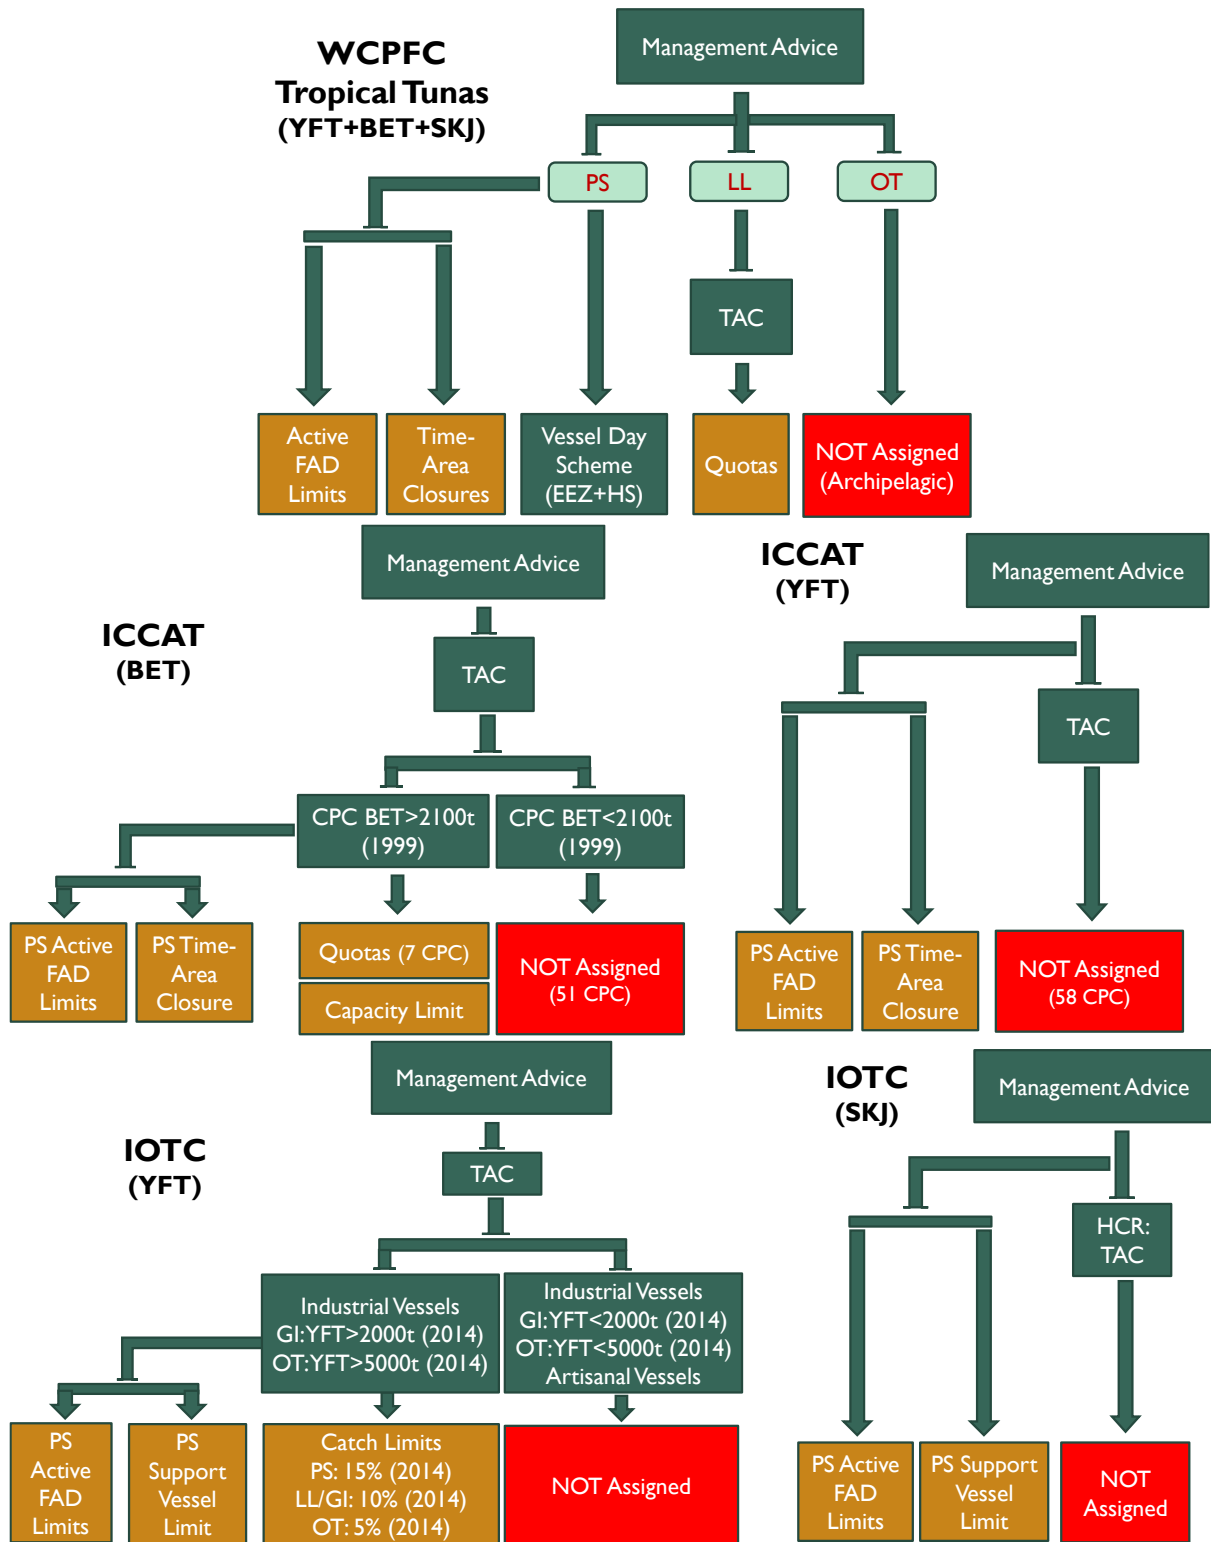 WCPFC
Tropical Tunas
(YFT+BET+SKJ)
Management Advice
PS
LL
OT
TAC
Active
FAD
Limits
Time-
Area
Closures
Vessel Day
Scheme
(EEZ+HS)
Quotas
NOT Assigned
(Archipelagic)
ICCAT
(BET)
Management Advice
TAC
CPC BET>2100t
(1999)
CPC BET<2100t
(1999)
PS Active
FAD
Limits
PS Time-
Area
Closure
Quotas (7 CPC)
Capacity Limit
NOT Assigned
(51 CPC)
ICCAT
(YFT)
Management Advice
TAC
PS Active
FAD
Limits
PS Time-
Area
Closure
NOT Assigned
(58 CPC)
IOTC
(YFT)
Management Advice
TAC
Industrial Vessels
GI:YFT>2000t (2014)
OT:YFT>5000t (2014)
Industrial Vessels
GI:YFT<2000t (2014)
OT:YFT<5000t (2014)
Artisanal Vessels
PS
Active
FAD
Limits
PS
Support
Vessel
Limit
Catch Limits
PS: 15% (2014)
LL/GI: 10% (2014)
OT: 5% (2014)
NOT Assigned
IOTC
(SKJ)
Management Advice
HCR:
TAC
PS Active
FAD
Limits
PS Support
Vessel
Limit
NOT
Assigned